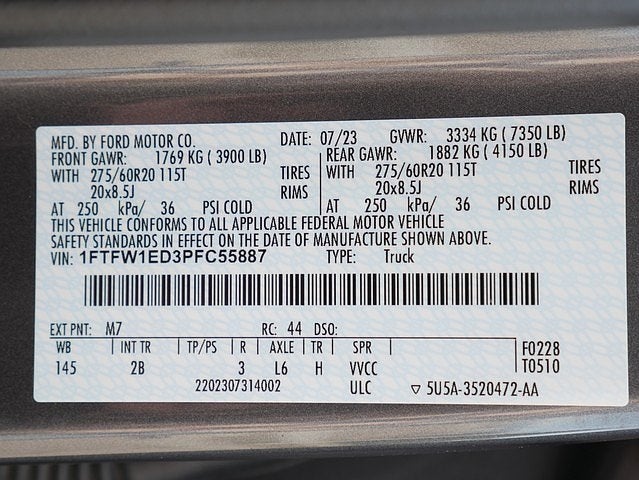 MFD. BY FORD MOTOR CO. DATE: 07/23 GVWR: 3334 KG ( 7350 LB)
FRONT GAWR: 1769 KG ( 3900 LB) REAR GAWR: 1882 KG ( 4150 LB)
WITH 275/60R20 115T TIRES WITH 275/60R20 115T TIRES
20x8.5J RIMS 20x8.5J RIMS
AT 250 kPa/ 36 PSI COLD AT 250 kPa/ 36 PSI COLD
THIS VEHICLE CONFORMS TO ALL APPLICABLE FEDERAL MOTOR VEHICLE
SAFETY STANDARDS IN EFFECT ON THE DATE OF MANUFACTURE SHOWN ABOVE.
VIN: 1FTFW1ED3PFC55887 TYPE: Truck
EXT PNT: M7 RC: 44 DSO:
WB | INT TR | TP/PS | R | AXLE | TR | SPR | F0228
145 2B 3 L6 H VVCC T0510
2202307314002 ULC ▽ 5U5A-3520472-AA